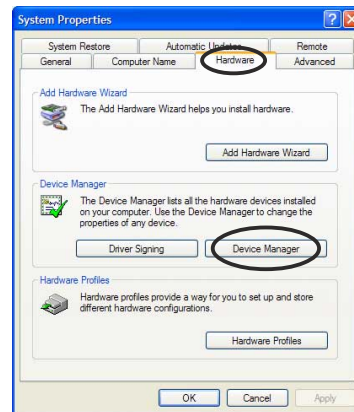 System Properties
System Restore Automatic Updates Remote
General Computer Name Hardware Advanced
Add Hardware Wizard
The Add Hardware Wizard helps you install hardware.
Add Hardware Wizard
Device Manager
The Device Manager lists all the hardware devices installed
on your computer. Use the Device Manager to change the
properties of any device.
Driver Signing Device Manager
Hardware Profiles
Hardware profiles provide a way for you to set up and store
different hardware configurations.
Hardware Profiles
OK Cancel Apply